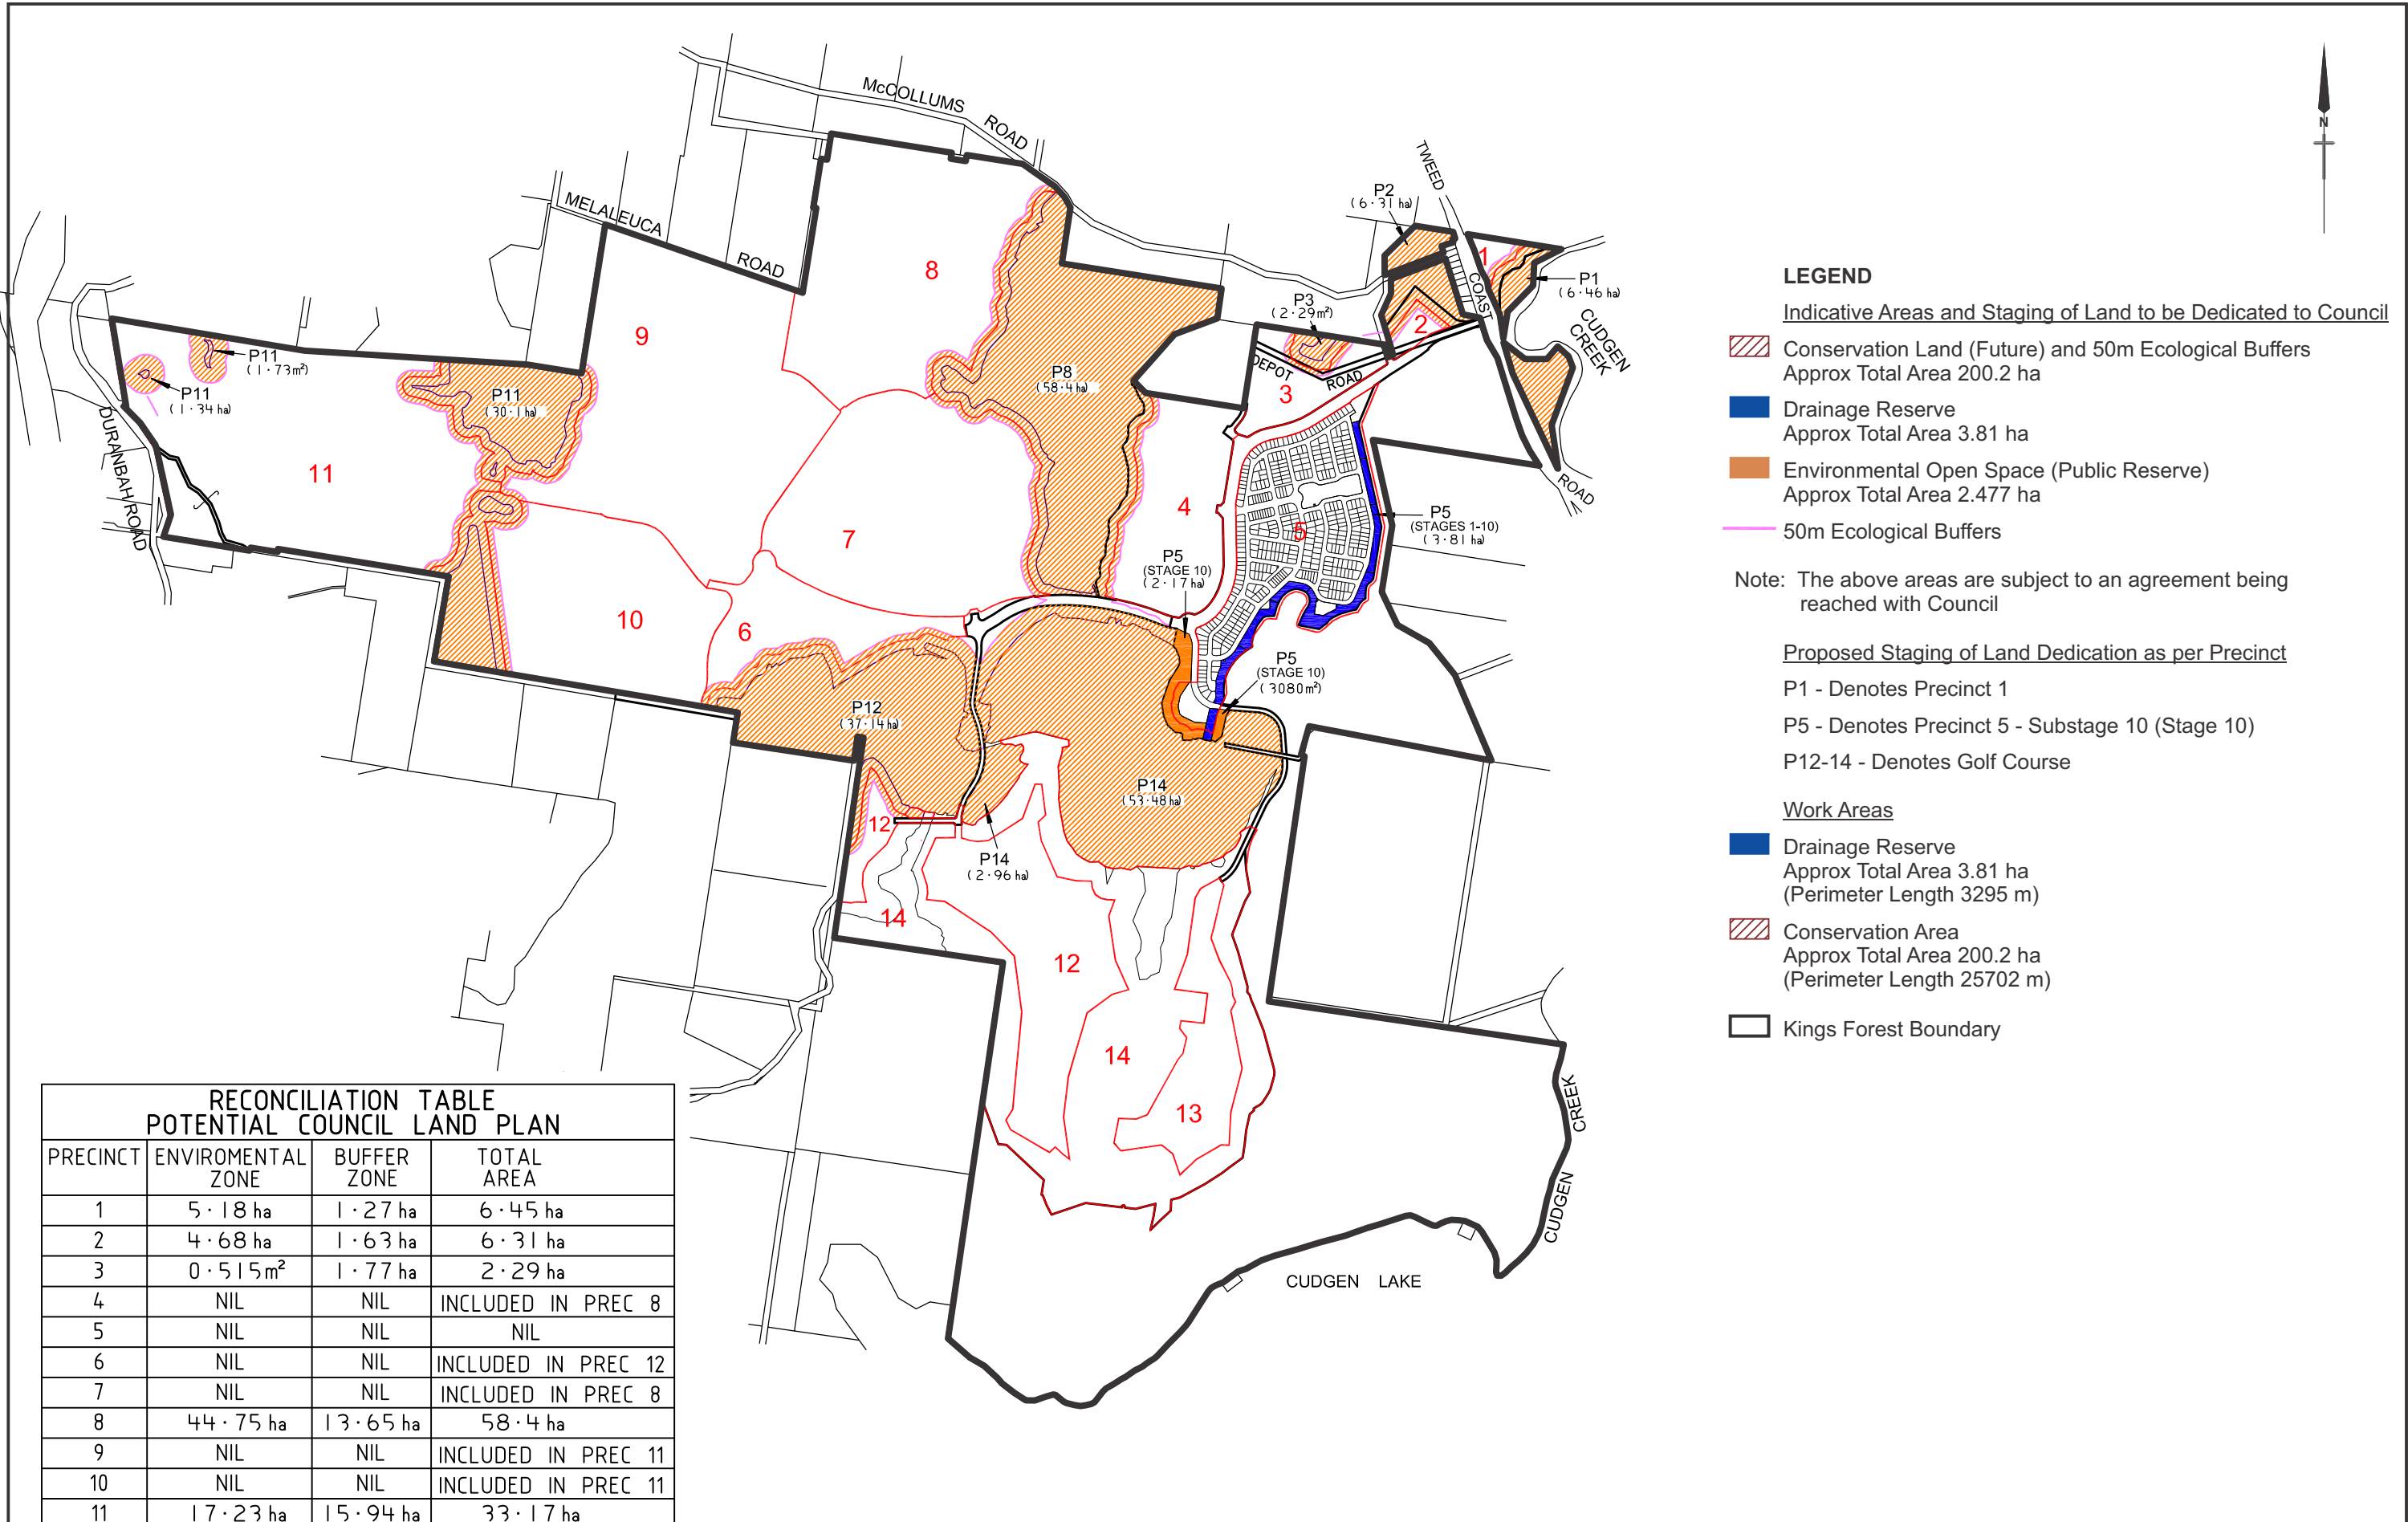 McCOLLUMS
ROAD
MELALEUCA
ROAD
TWEED
COAST
ROAD
N
P2
(6·31 ha)
1
P1
(6·46 ha)
CUDGEN
CREEK
P3
(2·29m²)
2
DEPOT
ROAD
3
8
9
P8
(58·4 ha)
P11
(1·73m²)
P11
(1·34 ha)
P11
(30·1 ha)
11
DURANBAH ROAD
4
5
7
P5
(STAGES 1-10)
(3·81 ha)
P5
(STAGE 10)
(2·17 ha)
10
6
P5
(STAGE 10)
(3080m²)
P12
(37·14 ha)
P14
(53·48 ha)
12
P14
(2·96 ha)
14
12
14
13
CUDGEN LAKE
CUDGEN
CREEK
LEGEND
Indicative Areas and Staging of Land to be Dedicated to Council
Conservation Land (Future) and 50m Ecological Buffers
Approx Total Area 200.2 ha
Drainage Reserve
Approx Total Area 3.81 ha
Environmental Open Space (Public Reserve)
Approx Total Area 2.477 ha
50m Ecological Buffers
Note: The above areas are subject to an agreement being
reached with Council
Proposed Staging of Land Dedication as per Precinct
P1 - Denotes Precinct 1
P5 - Denotes Precinct 5 - Substage 10 (Stage 10)
P12-14 - Denotes Golf Course
Work Areas
Drainage Reserve
Approx Total Area 3.81 ha
(Perimeter Length 3295 m)
Conservation Area
Approx Total Area 200.2 ha
(Perimeter Length 25702 m)
Kings Forest Boundary
RECONCILIATION TABLE
POTENTIAL COUNCIL LAND PLAN
PRECINCT ENVIROMENTAL ZONE BUFFER ZONE TOTAL AREA
1 5·18 ha 1·27 ha 6·45 ha
2 4·68 ha 1·63 ha 6·31 ha
3 0·515m² 1·77 ha 2·29 ha
4 NIL NIL INCLUDED IN PREC 8
5 NIL NIL NIL
6 NIL NIL INCLUDED IN PREC 12
7 NIL NIL INCLUDED IN PREC 8
8 44·75 ha 13·65 ha 58·4 ha
9 NIL NIL INCLUDED IN PREC 11
10 NIL NIL INCLUDED IN PREC 11
11 17·23 ha 15·94 ha 33·17 ha